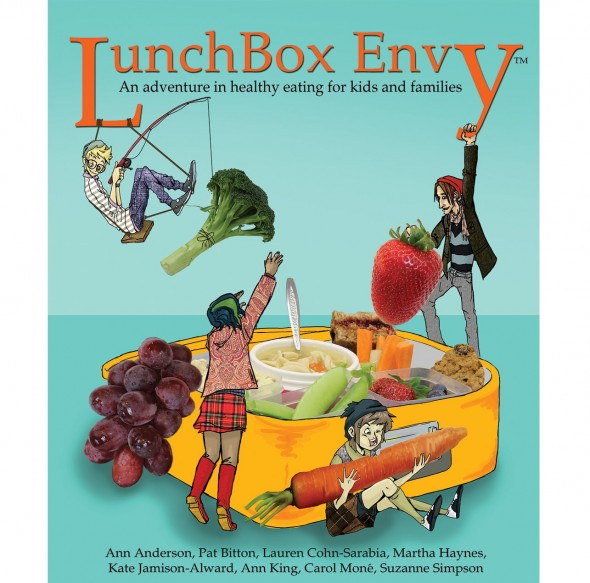 LunchBox Envy™
An adventure in healthy eating for kids and families
Ann Anderson, Pat Bitton, Lauren Cohn-Sarabia, Martha Haynes,
Kate Jamison-Alward, Ann King, Carol Moné, Suzanne Simpson